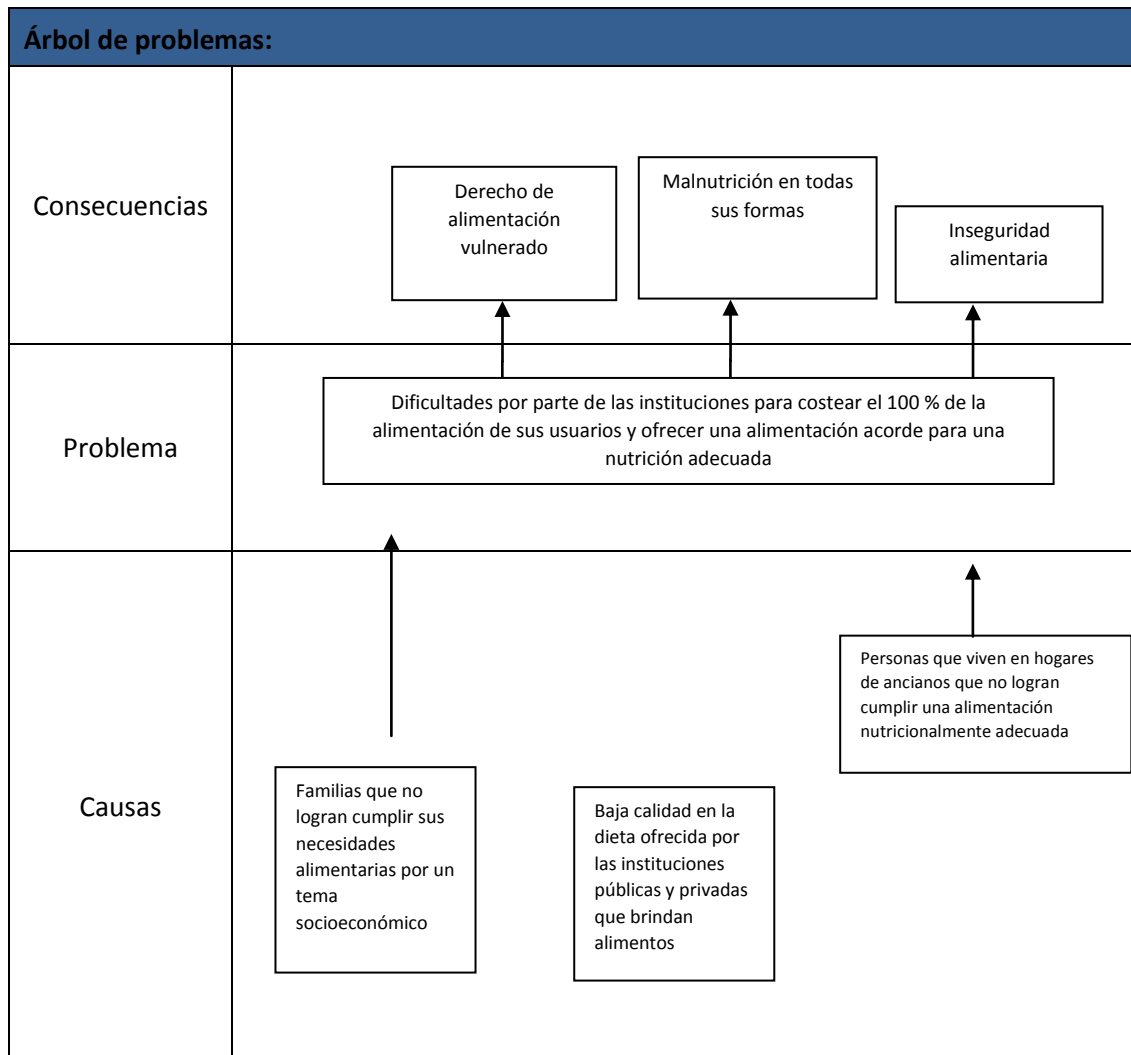 Árbol de problemas:
Consecuencias
Derecho de
alimentación
vulnerado
Malnutrición en todas
sus formas
Inseguridad
alimentaria
Problema
Dificultades por parte de las instituciones para costear el 100 % de la
alimentación de sus usuarios y ofrecer una alimentación acorde para una
nutrición adecuada
Causas
Familias que no
logran cumplir sus
necesidades
alimentarias por un
tema
socioeconómico
Baja calidad en la
dieta ofrecida por
las instituciones
públicas y privadas
que brindan
alimentos
Personas que viven en hogares
de ancianos que no logran
cumplir una alimentación
nutricionalmente adecuada